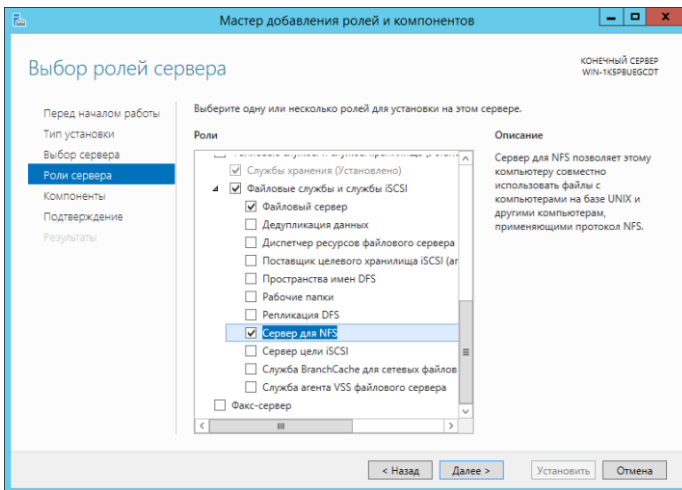 Мастер добавления ролей и компонентов
Выбор ролей сервера
КОНЕЧНЫЙ СЕРВЕР
WIN-1K5P8UEGCDT
Перед началом работы
Тип установки
Выбор сервера
Роли сервера
Компоненты
Подтверждение
Результаты
Выберите одну или несколько ролей для установки на этом сервере.
Роли
Службы хранения (Установлено)
Файловые службы и службы iSCSI
Файловый сервер
Дедупликация данных
Диспетчер ресурсов файлового сервера
Поставщик целевого хранилища iSCSI (ап
Пространства имен DFS
Рабочие папки
Репликация DFS
Сервер для NFS
Сервер цели iSCSI
Служба BranchCache для сетевых файлов
Служба агента VSS файлового сервера
Факс-сервер
Описание
Сервер для NFS позволяет этому
компьютеру совместно
использовать файлы с
компьютерами на базе UNIX и
другими компьютерам,
применяющими протокол NFS.
< Назад
Далее >
Установить
Отмена